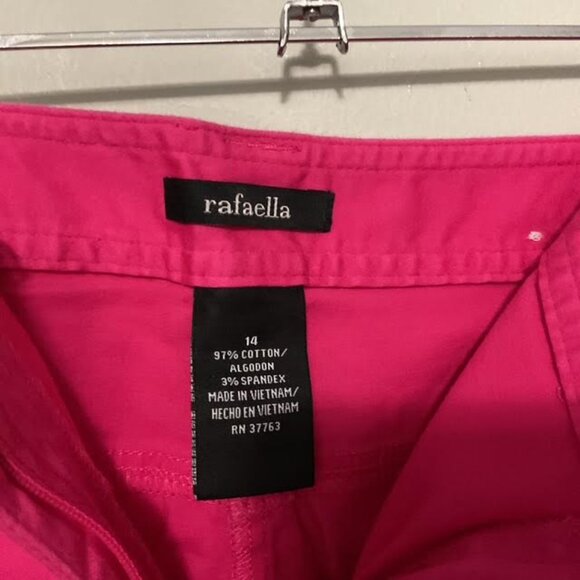 rafaella
14
97% COTTON/
ALGODON
3% SPANDEX
MADE IN VIETNAM/
HECHO EN VIETNAM
RN 37763